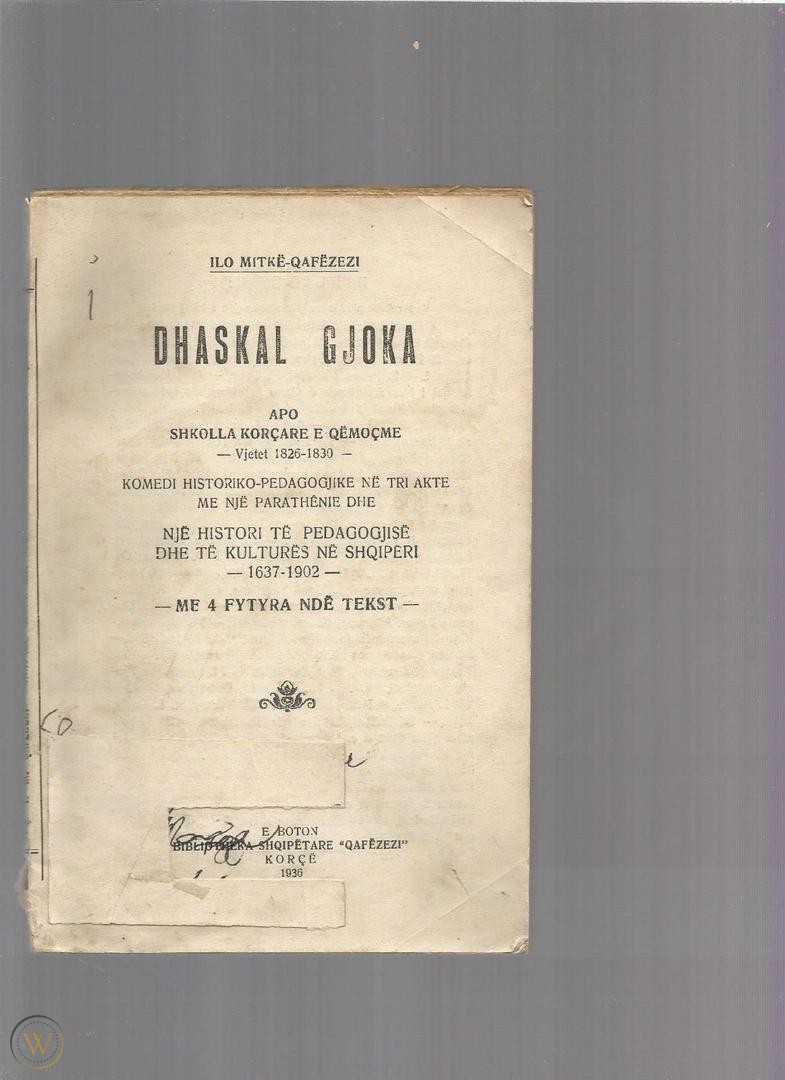 ILO MITKË-QAFËZEZI
DHASKAL GJOKA
APO
SHKOLLA KORÇARE E QËMOÇME
— Vjetet 1826-1830 —
KOMEDI HISTORIKO-PEDAGOGJIKE NË TRI AKTE
ME NJË PARATHËNIE DHE
NJË HISTORI TË PEDAGOGJISË
DHE TË KULTURËS NË SHQIPËRI
— 1637-1902 —
— ME 4 FYTYRA NDË TEKST —
E BOTON
BIBLIOTHEKA SHQIPËTARE "QAFËZEZI"
KORÇË
1936
W